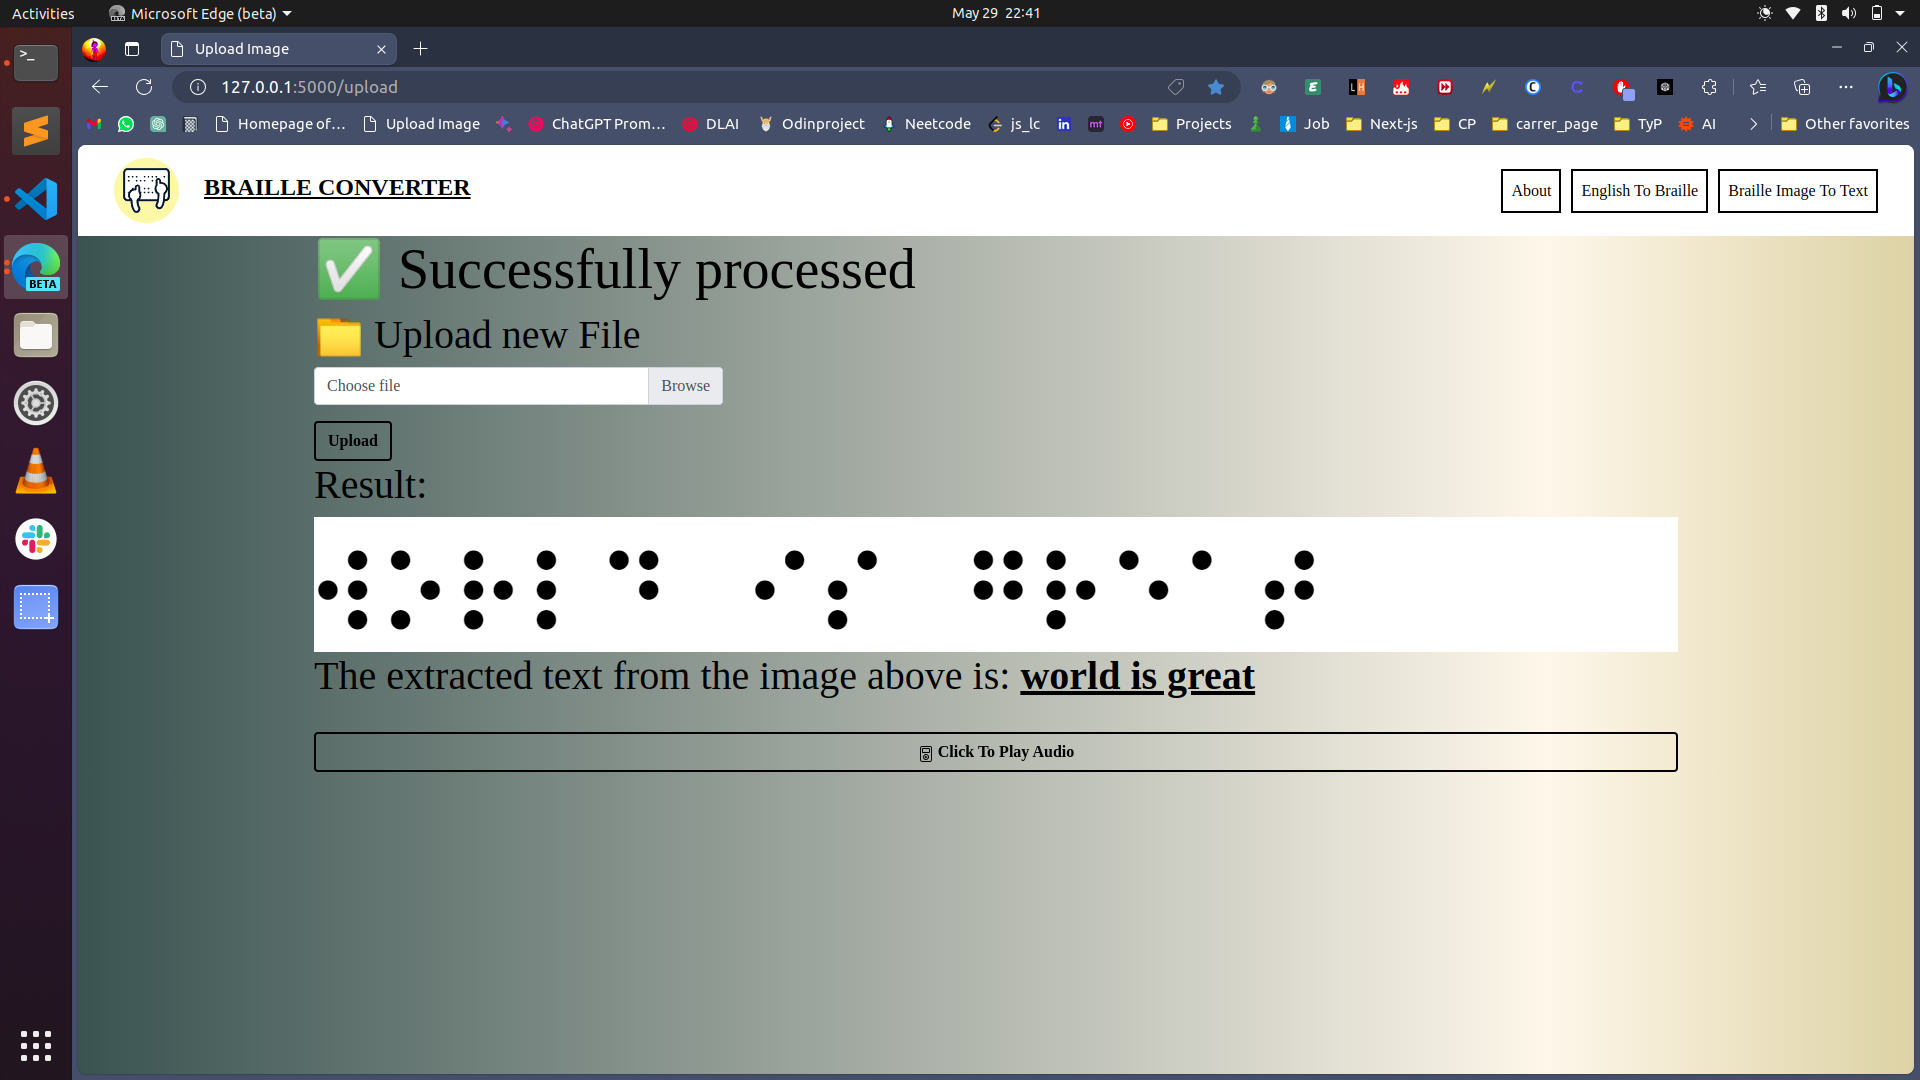 Activities Microsoft Edge (beta) May 29 22:41
Upload Image
127.0.0.1:5000/upload
Homepage of… Upload Image ChatGPT Prom… DLAI Odinproject Neetcode js_lc in mt Projects Job Next-js CP carrer_page TyP AI Other favorites
BRAILLE CONVERTER About English To Braille Braille Image To Text
BETA
✅ Successfully processed
Upload new File
Choose file Browse
Upload
Result:
⠺⠕⠗⠇⠙ ⠊⠎ ⠛⠗⠑⠁⠞
The extracted text from the image above is: world is great
Click To Play Audio